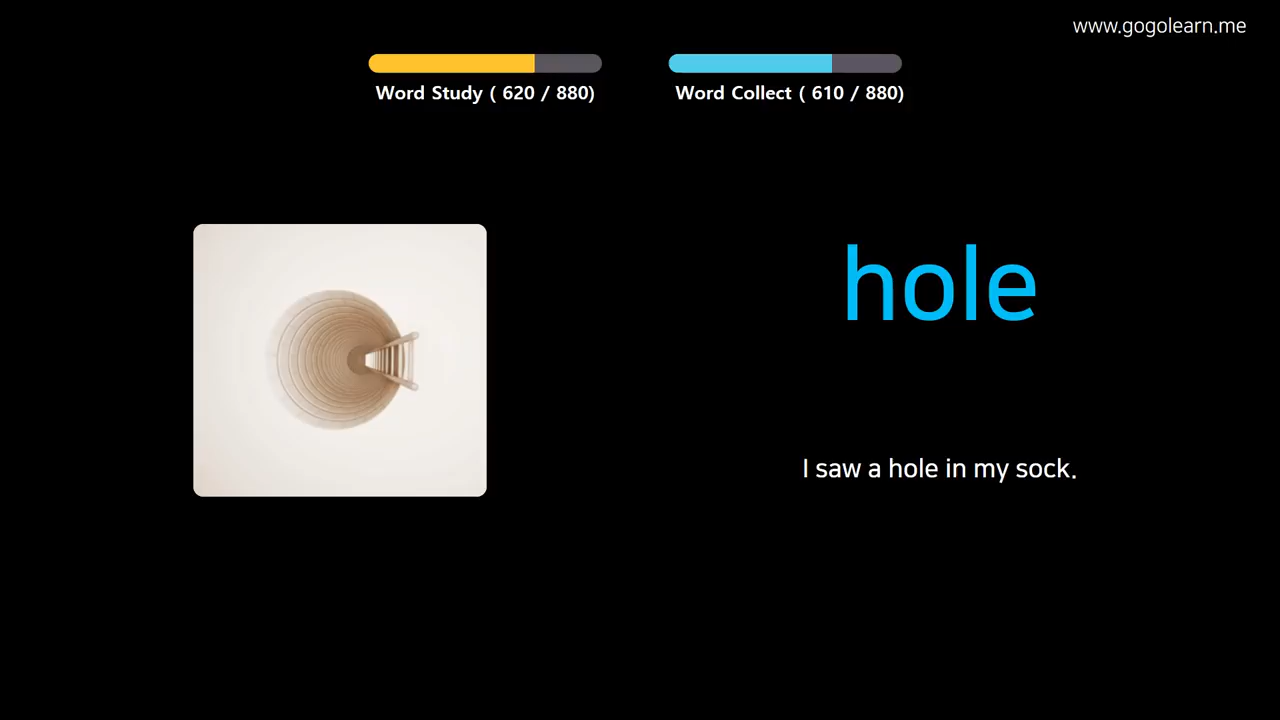 www.gogolearn.me
Word Study ( 620 / 880)
Word Collect ( 610 / 880)
hole
I saw a hole in my sock.